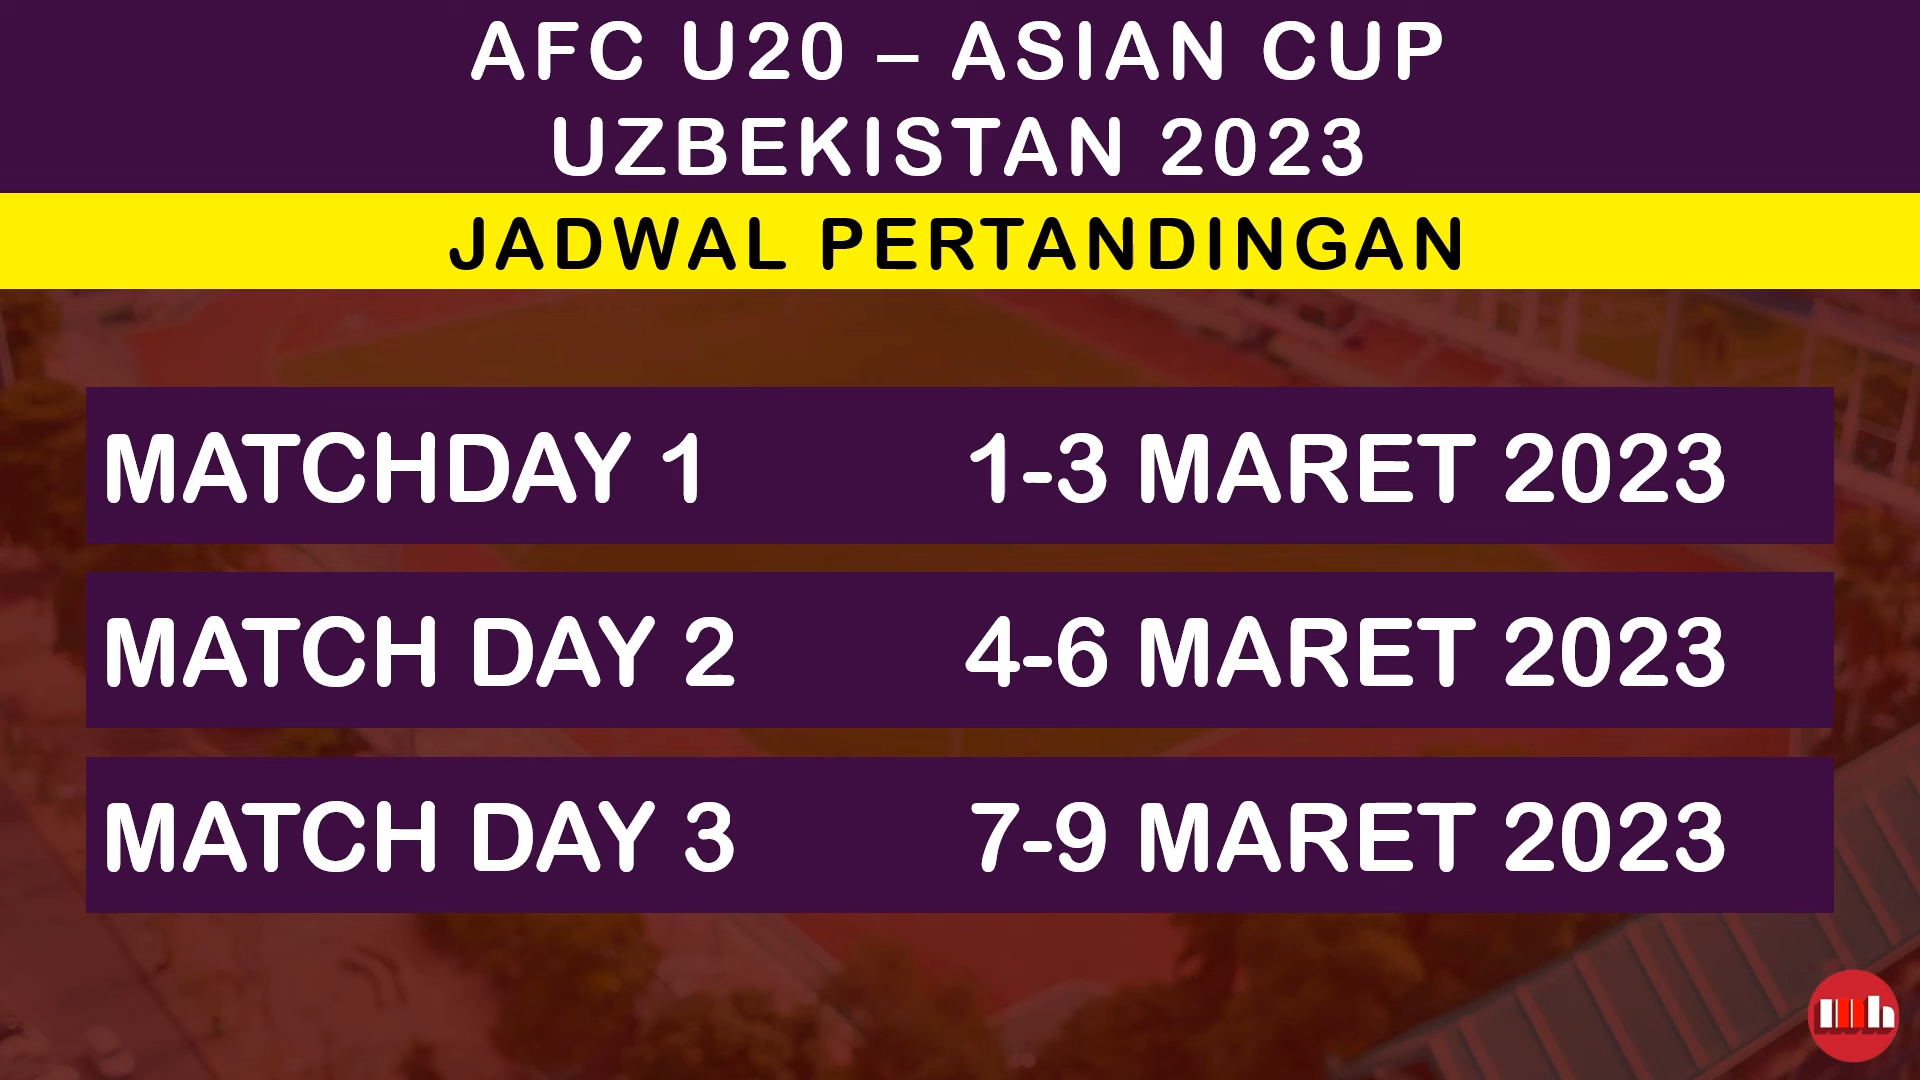 AFC U20 – ASIAN CUP
UZBEKISTAN 2023
JADWAL PERTANDINGAN
MATCHDAY 1 1-3 MARET 2023
MATCH DAY 2 4-6 MARET 2023
MATCH DAY 3 7-9 MARET 2023